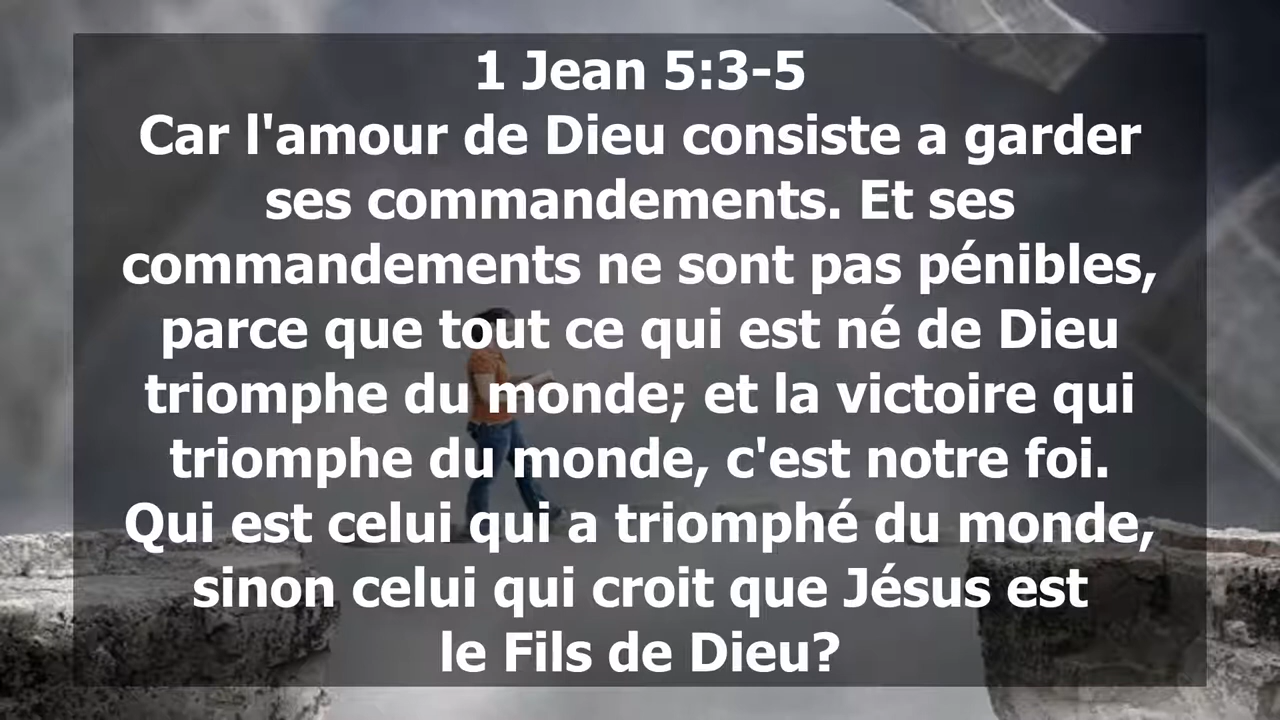 1 Jean 5:3-5
Car l'amour de Dieu consiste a garder
ses commandements. Et ses
commandements ne sont pas pénibles,
parce que tout ce qui est né de Dieu
triomphe du monde; et la victoire qui
triomphe du monde, c'est notre foi.
Qui est celui qui a triomphé du monde,
sinon celui qui croit que Jésus est
le Fils de Dieu?